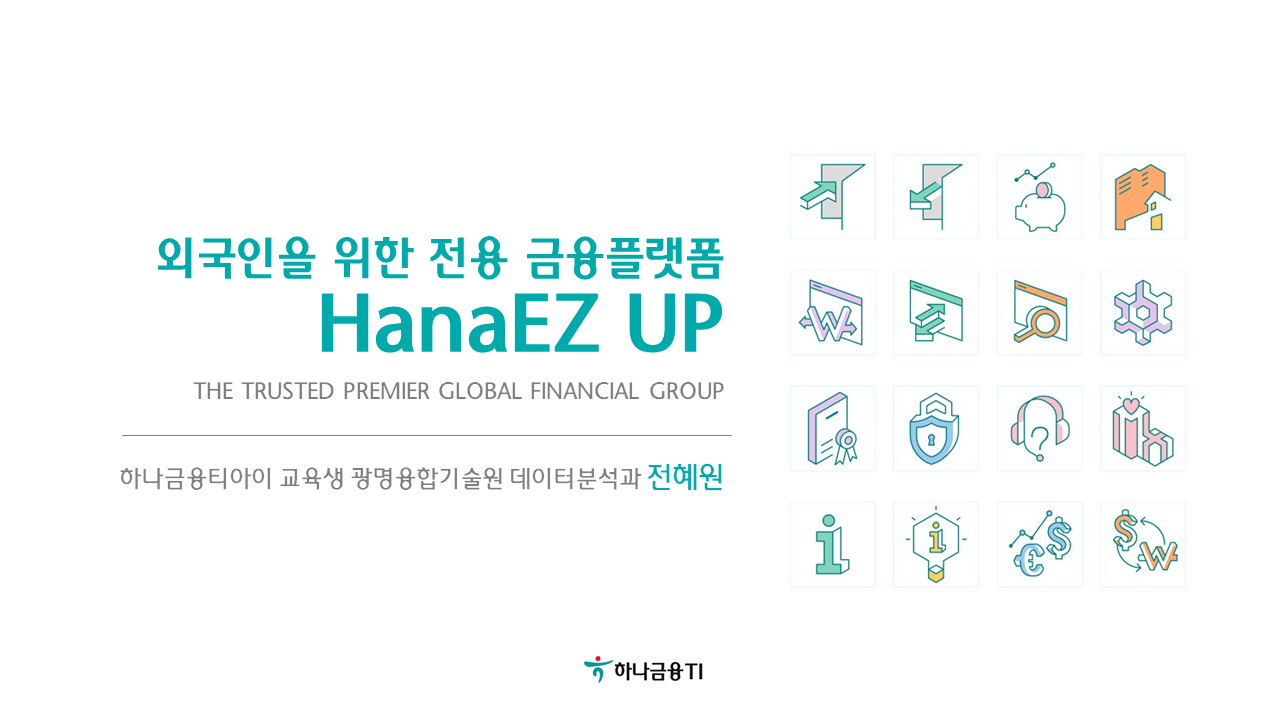 외국인을 위한 전용 금융플랫폼
HanaEZ UP
THE TRUSTED PREMIER GLOBAL FINANCIAL GROUP
하나금융티아이 교육생 광명융합기술원 데이터분석과 전혜원
하나금융TI